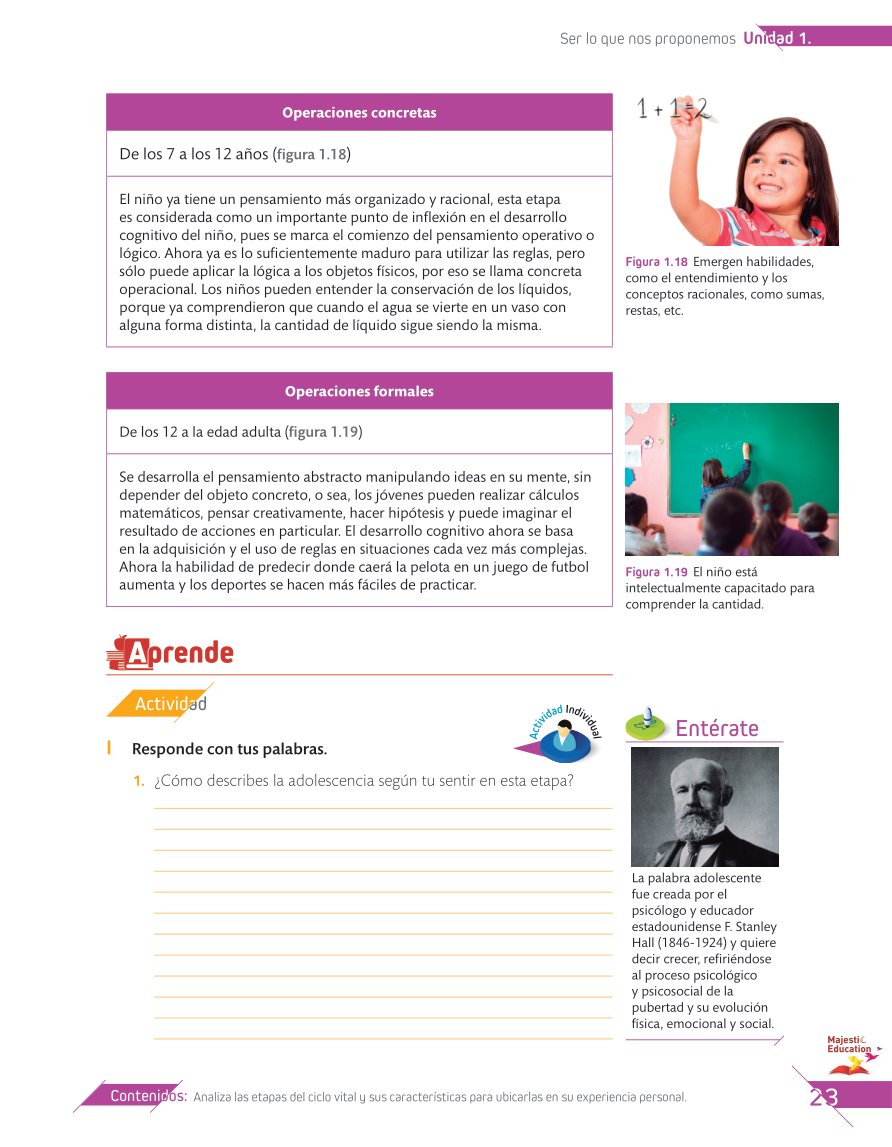 Ser lo que nos proponemos Unidad 1.
Operaciones concretas
De los 7 a los 12 años (figura 1.18)
El niño ya tiene un pensamiento más organizado y racional, esta etapa
es considerada como un importante punto de inflexión en el desarrollo
cognitivo del niño, pues se marca el comienzo del pensamiento operativo o
lógico. Ahora ya es lo suficientemente maduro para utilizar las reglas, pero
sólo puede aplicar la lógica a los objetos físicos, por eso se llama concreta
operacional. Los niños pueden entender la conservación de los líquidos,
porque ya comprendieron que cuando el agua se vierte en un vaso con
alguna forma distinta, la cantidad de líquido sigue siendo la misma.
1 + 1 = 2
Figura 1.18 Emergen habilidades,
como el entendimiento y los
conceptos racionales, como sumas,
restas, etc.
Operaciones formales
De los 12 a la edad adulta (figura 1.19)
Se desarrolla el pensamiento abstracto manipulando ideas en su mente, sin
depender del objeto concreto, o sea, los jóvenes pueden realizar cálculos
matemáticos, pensar creativamente, hacer hipótesis y puede imaginar el
resultado de acciones en particular. El desarrollo cognitivo ahora se basa
en la adquisición y el uso de reglas en situaciones cada vez más complejas.
Ahora la habilidad de predecir donde caerá la pelota en un juego de futbol
aumenta y los deportes se hacen más fáciles de practicar.
Figura 1.19 El niño está
intelectualmente capacitado para
comprender la cantidad.
Aprende
Actividad
Actividad Individual
I Responde con tus palabras.
1. ¿Cómo describes la adolescencia según tu sentir en esta etapa?
Entérate
La palabra adolescente
fue creada por el
psicólogo y educador
estadounidense F. Stanley
Hall (1846-1924) y quiere
decir crecer, refiriéndose
al proceso psicológico
y psicosocial de la
pubertad y su evolución
física, emocional y social.
Majestic
Education
Contenidos: Analiza las etapas del ciclo vital y sus características para ubicarlas en su experiencia personal.
23